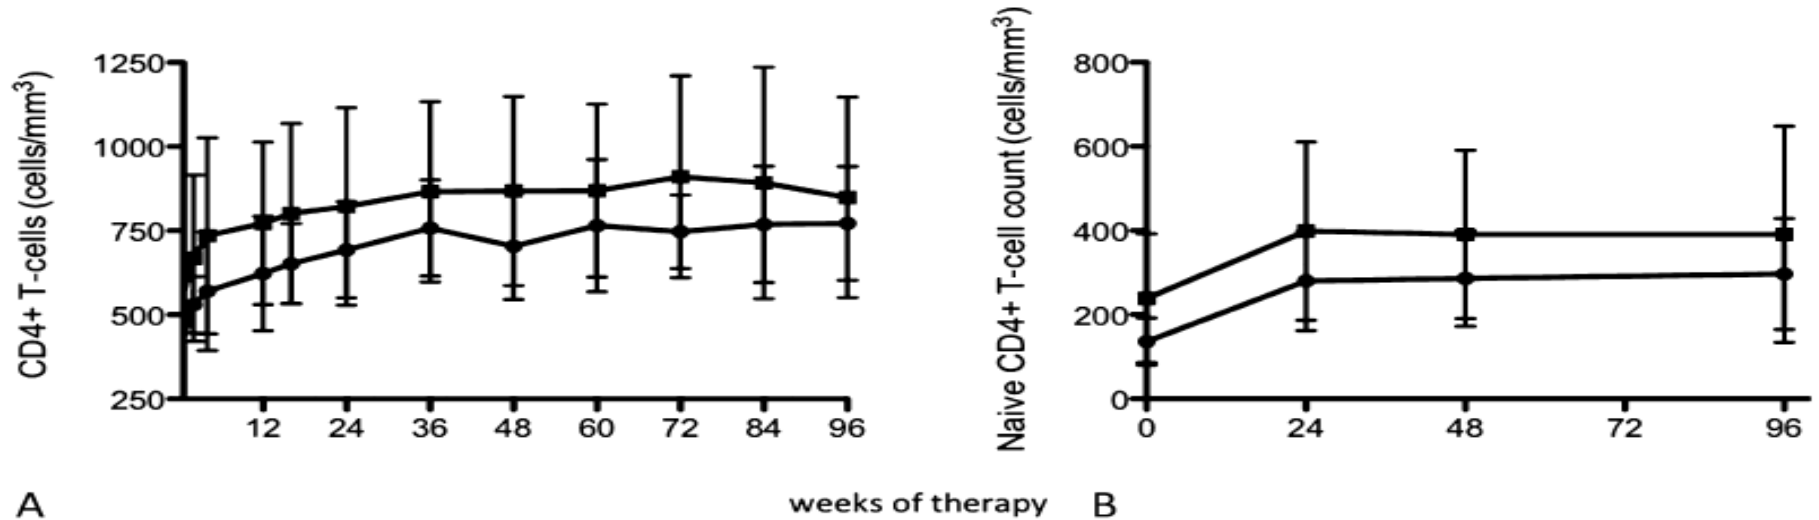 CD4+ T-cells (cells/mm³)
1250
1000
750
500
250
12 24 36 48 60 72 84 96
Naive CD4+ T-cell count (cells/mm³)
800
600
400
200
0
0 24 48 72 96
A weeks of therapy B